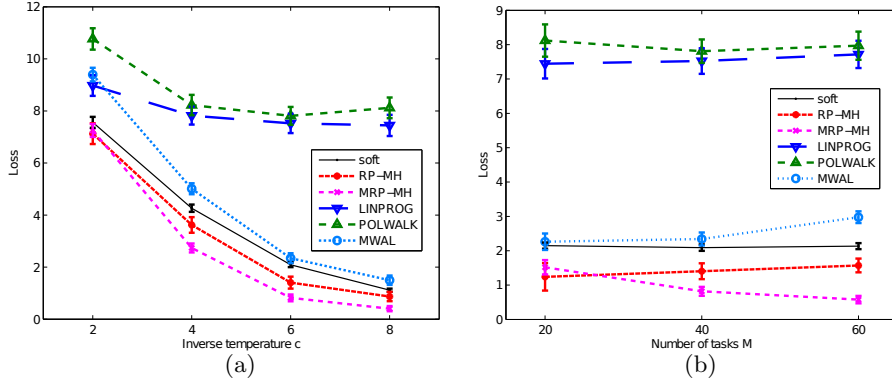 12
10
8
6
4
2
0
Loss
2
4
6
8
Inverse temperature c
soft
RP-MH
MRP-MH
LINPROG
POLWALK
MWAL
(a)
9
8
7
6
5
4
3
2
1
0
Loss
20
40
60
Number of tasks M
soft
RP-MH
MRP-MH
LINPROG
POLWALK
MWAL
(b)